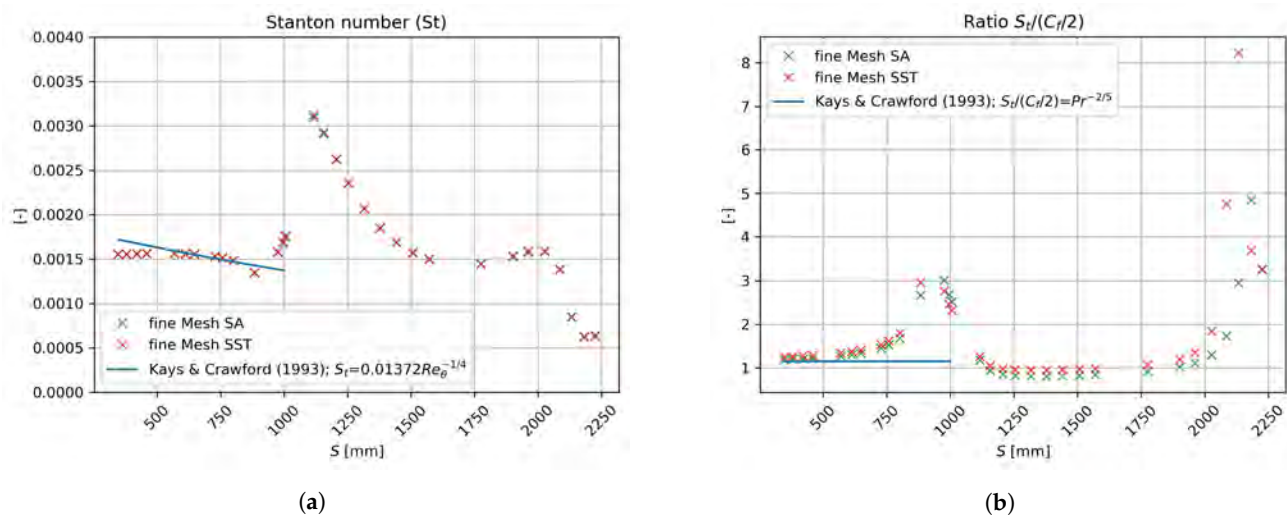 Stanton number (St)
0.0040
0.0035
0.0030
0.0025
0.0020
0.0015
0.0010
0.0005
0.0000
[-]
fine Mesh SA
fine Mesh SST
Kays & Crawford (1993); Sₜ=0.01372Re_θ^{-1/4}
500
750
1000
1250
1500
1750
2000
2250
S [mm]
(a)
Ratio Sₜ/(C_f/2)
8
7
6
5
4
3
2
1
[-]
fine Mesh SA
fine Mesh SST
Kays & Crawford (1993); Sₜ/(C_f/2)=Pr^{-2/5}
500
750
1000
1250
1500
1750
2000
2250
S [mm]
(b)